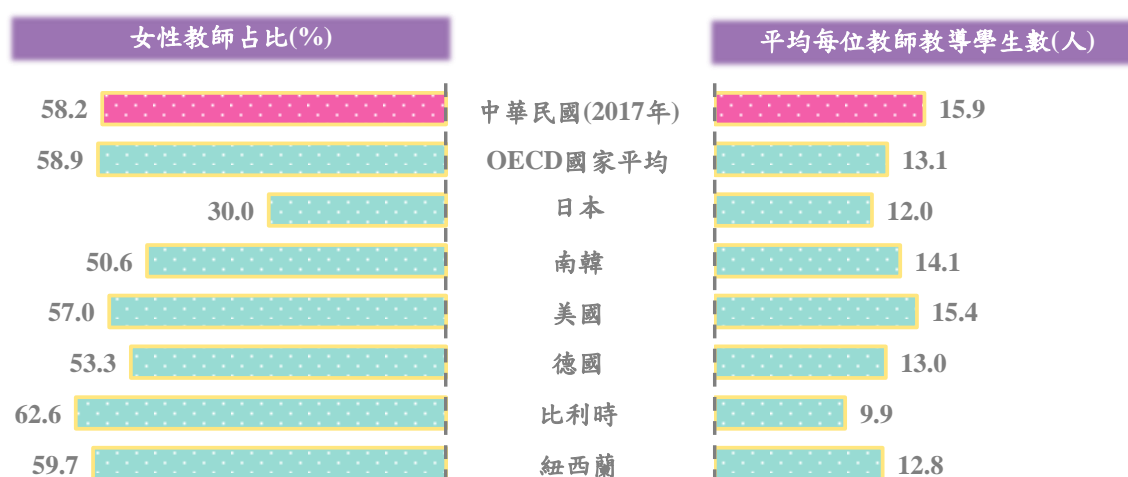 女性教師占比(%) 平均每位教師教導學生數(人)
58.2 中華民國(2017年) 15.9
58.9 OECD國家平均 13.1
30.0 日本 12.0
50.6 南韓 14.1
57.0 美國 15.4
53.3 德國 13.0
62.6 比利時 9.9
59.7 紐西蘭 12.8